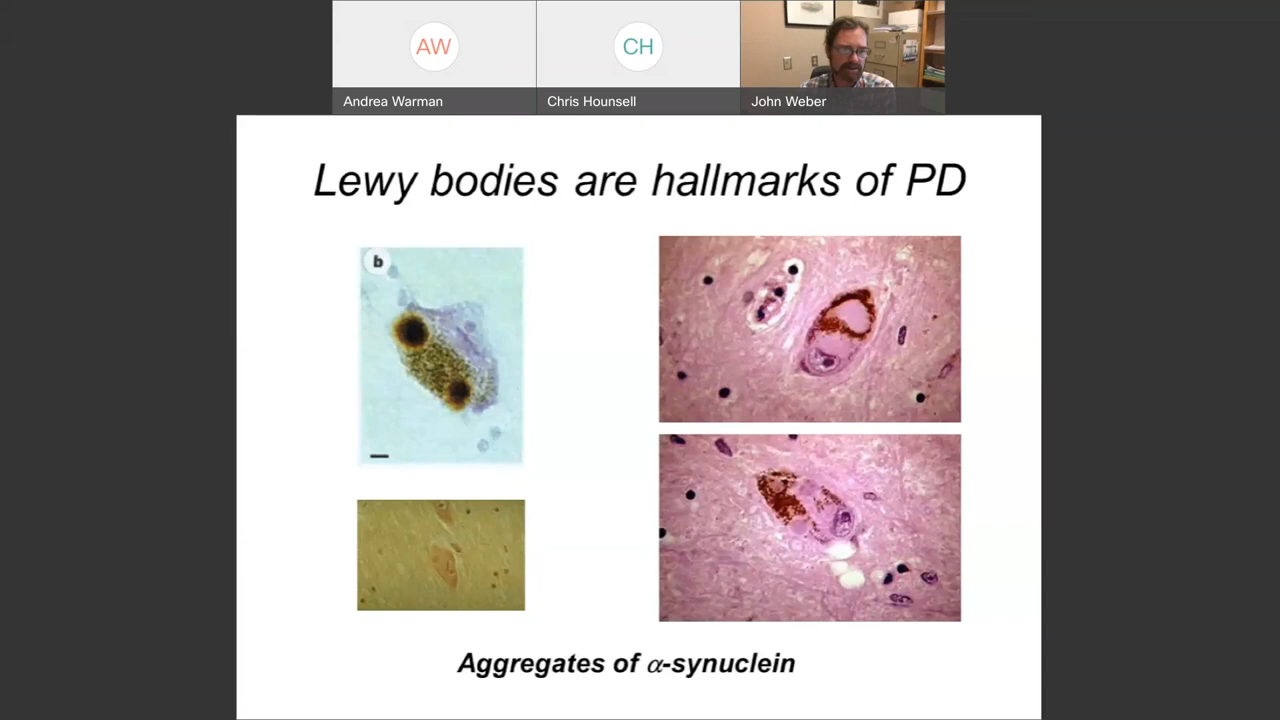 AW
CH
Andrea Warman
Chris Hounsell
John Weber
Lewy bodies are hallmarks of PD
b
Aggregates of α-synuclein